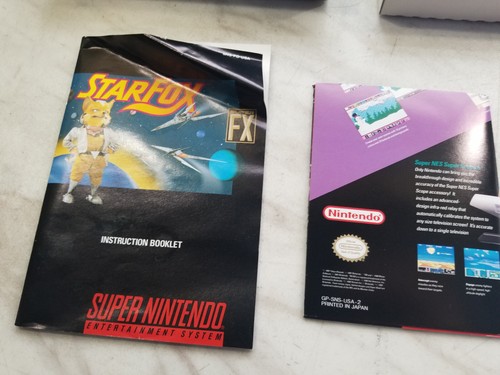 STARFOX
FX
INSTRUCTION BOOKLET
SUPER NINTENDO
ENTERTAINMENT SYSTEM
Super NES Super
Only Nintendo can bring you the
breakthrough design and incredible
accuracy of the Super NES Super
Scope accessory! It
includes an advanced-
design infra-red relay that
automatically calibrates the system to
any size television screen! It's accurate
down to a single television
Nintendo
GP-SNS-USA-2
PRINTED IN JAPAN